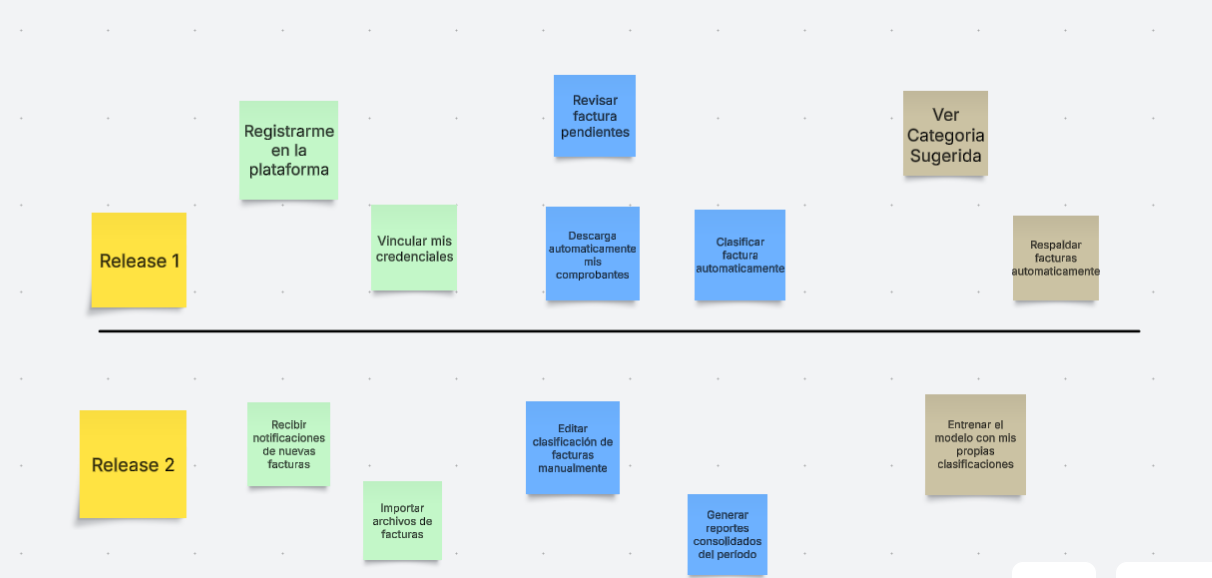 Registrarme
en la
plataforma
Revisar
factura
pendientes
Ver
Categoria
Sugerida
Release 1
Vincular mis
credenciales
Descarga
automaticamente
mis
comprobantes
Clasificar
factura
automaticamente
Respaldar
facturas
automaticamente
Release 2
Recibir
notificaciones
de nuevas
facturas
Importar
archivos de
facturas
Editar
clasificación de
facturas
manualmente
Generar
reportes
consolidados
del período
Entrenar el
modelo con mis
propias
clasificaciones